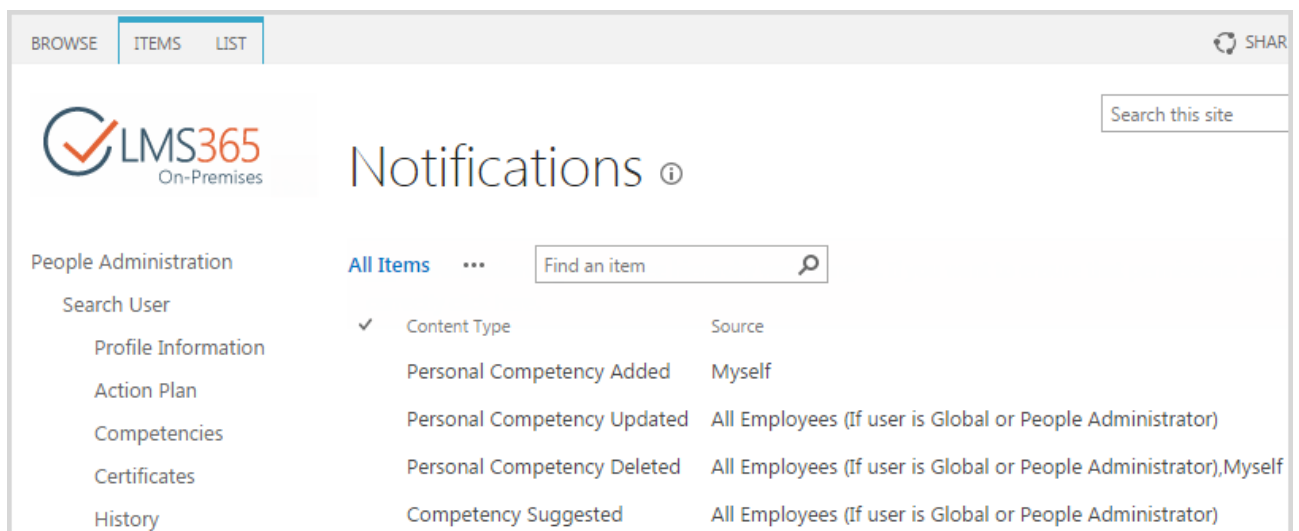 BROWSE ITEMS LIST SHAR
LMS365
On-Premises
Search this site
Notifications
People Administration
All Items ... Find an item
Search User
Content Type Source
Profile Information
Personal Competency Added Myself
Action Plan
Personal Competency Updated All Employees (If user is Global or People Administrator)
Competencies
Personal Competency Deleted All Employees (If user is Global or People Administrator),Myself
Certificates
Competency Suggested All Employees (If user is Global or People Administrator)
History